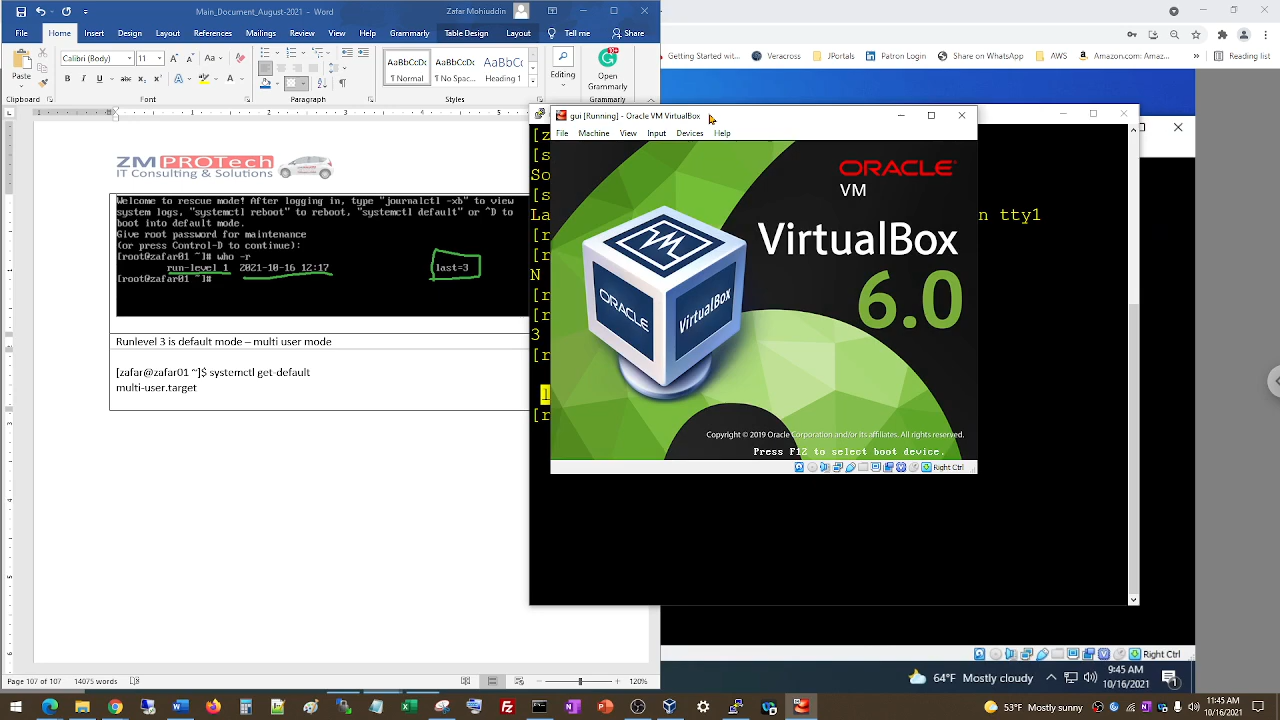 Main_Document_August-2021 - Word
Zafar Mohiuddin
File Home Insert Draw Design Layout References Mailings Review View Help Grammarly Table Design Layout
Getting Started with Veracross JPortals Patron Login Share on WhatsApp AWS Amazon.com: Amaz...
Paste
Calibri (Body) 11
AaBbCcDc AaBbCcDc AaBbCc
¶ Normal ¶ No Spac... Heading 1
Editing
Open Grammarly
Clipboard Font Paragraph Styles Grammarly
ZMPROTech
IT Consulting & Solutions
Welcome to rescue mode! After logging in, type "journalctl -xb" to view
system logs, "systemctl reboot" to reboot, "systemctl default" or ^D to
boot into default mode.
Give root password for maintenance
(or press Control-D to continue):
[root@zafar01 ~]# who -r
run-level 1 2021-10-16 12:17 last=3
[root@zafar01 ~]#
Runlevel 3 is default mode – multi user mode
[zafar@zafar01 ~]$ systemctl get-default
multi-user.target
gui [Running] - Oracle VM VirtualBox
File Machine View Input Devices Help
ORACLE
VM
VirtualBox
6.0
ORACLE
VirtualBox
Copyright © 2019 Oracle Corporation and/or its affiliates. All rights reserved.
Press F12 to select boot device.
Right Ctrl
[z
[s
So
[s
La
n tty1
[r
[r
N
[r
[r
3
[r
l
[r
Right Ctrl
Page 107 of 107 14075 words
120%
64°F Mostly cloudy
9:45 AM
10/16/2021
53°F Mostly sunny
11:45 AM
10/16/2021